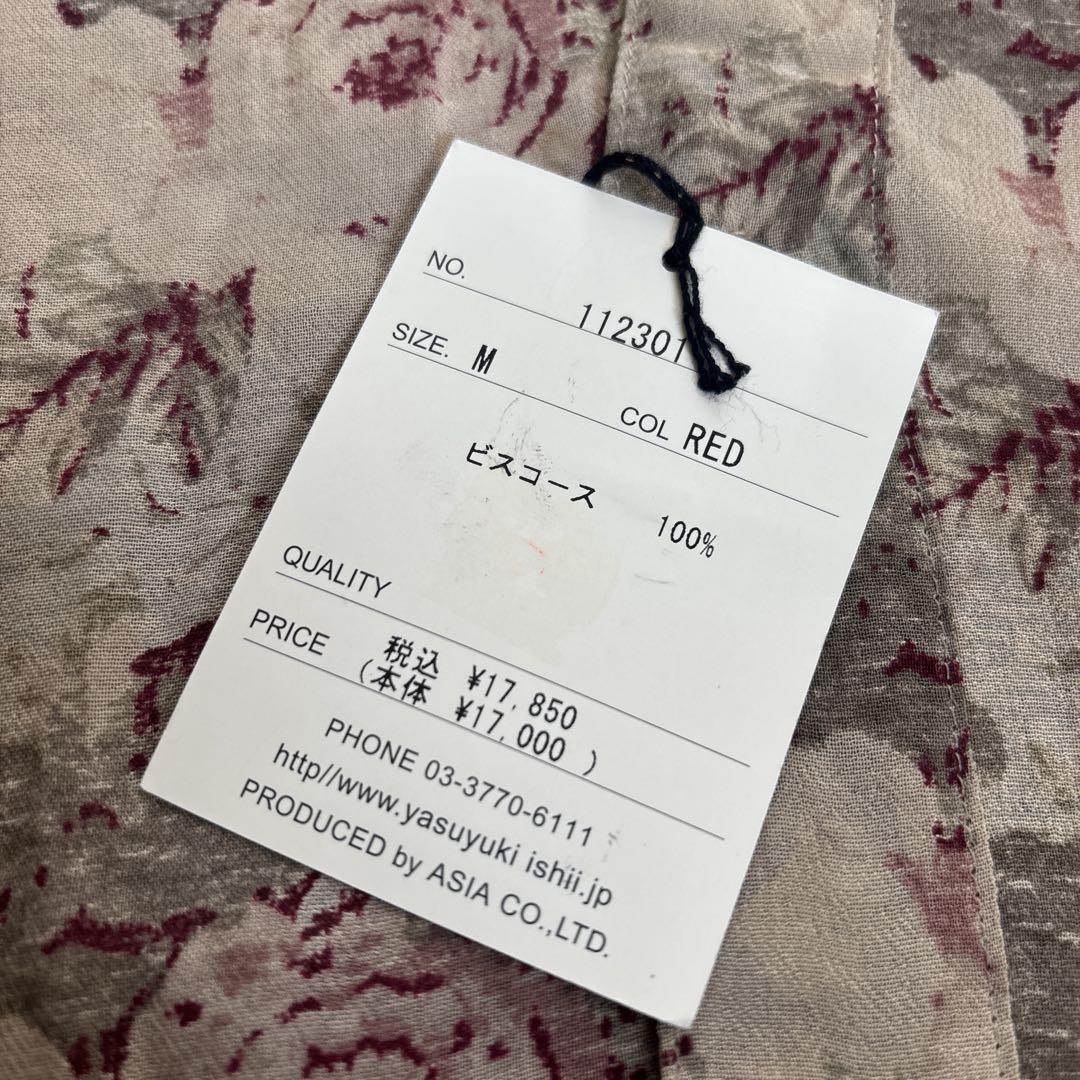 NO. 112301
SIZE. M COL RED
ビスコース 100%
QUALITY
PRICE 税込 ¥17,850
(本体 ¥17,000 )
PHONE 03-3770-6111
http//www.yasuyuki ishii.jp
PRODUCED by ASIA CO.,LTD.